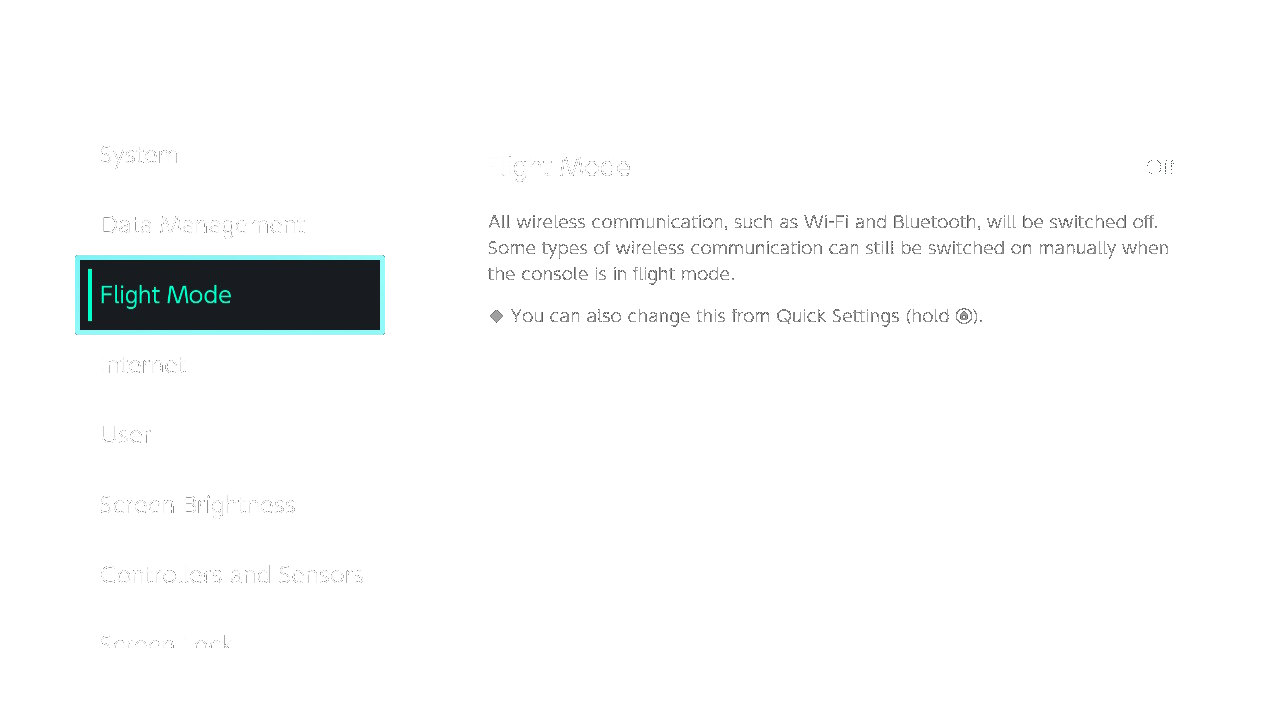 System
Data Management
Flight Mode
Internet
User
Screen Brightness
Controllers and Sensors
Screen Lock
Flight Mode
Off
All wireless communication, such as Wi-Fi and Bluetooth, will be switched off.
Some types of wireless communication can still be switched on manually when
the console is in flight mode.
◆ You can also change this from Quick Settings (hold ).